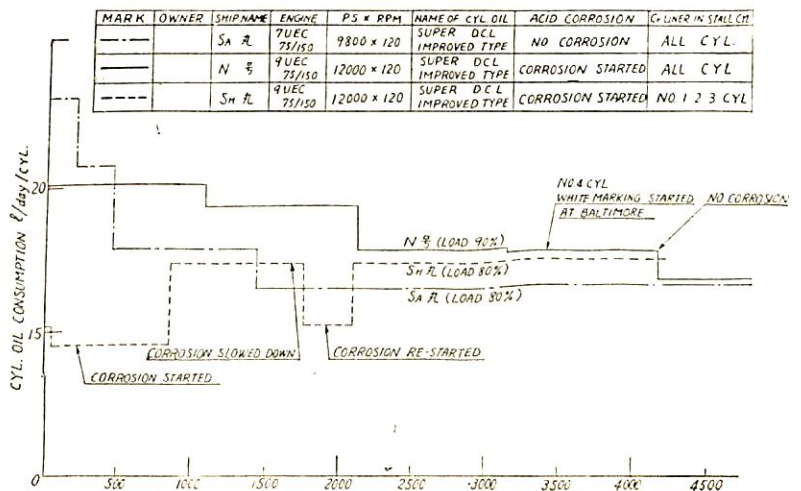 MARK OWNER SHIP NAME ENGINE PS × RPM NAME OF CYL. OIL ACID CORROSION Cr LINER IN STALL CYL
SA 丸 7UEC 75/150 9800 × 120 SUPER D.C.L IMPROVED TYPE NO CORROSION ALL CYL.
N 号 9UEC 75/150 12000 × 120 SUPER DCL IMPROVED TYPE CORROSION STARTED ALL CYL
SH 丸 9UEC 75/150 12000 × 120 SUPER D.C.L IMPROVED TYPE CORROSION STARTED NO. 1 2 3 CYL
CYL. OIL CONSUMPTION ℓ/day/CYL.
20
15
0
NO.4 CYL
WHITE MARKING STARTED
AT BALTIMORE
NO CORROSION
N 号 (LOAD 90%)
SH 丸 (LOAD 80%)
SA 丸 (LOAD 80%)
CORROSION SLOWED DOWN
CORROSION RE-STARTED
CORROSION STARTED
500 1000 1500 2000 2500 3000 3500 4000 4500